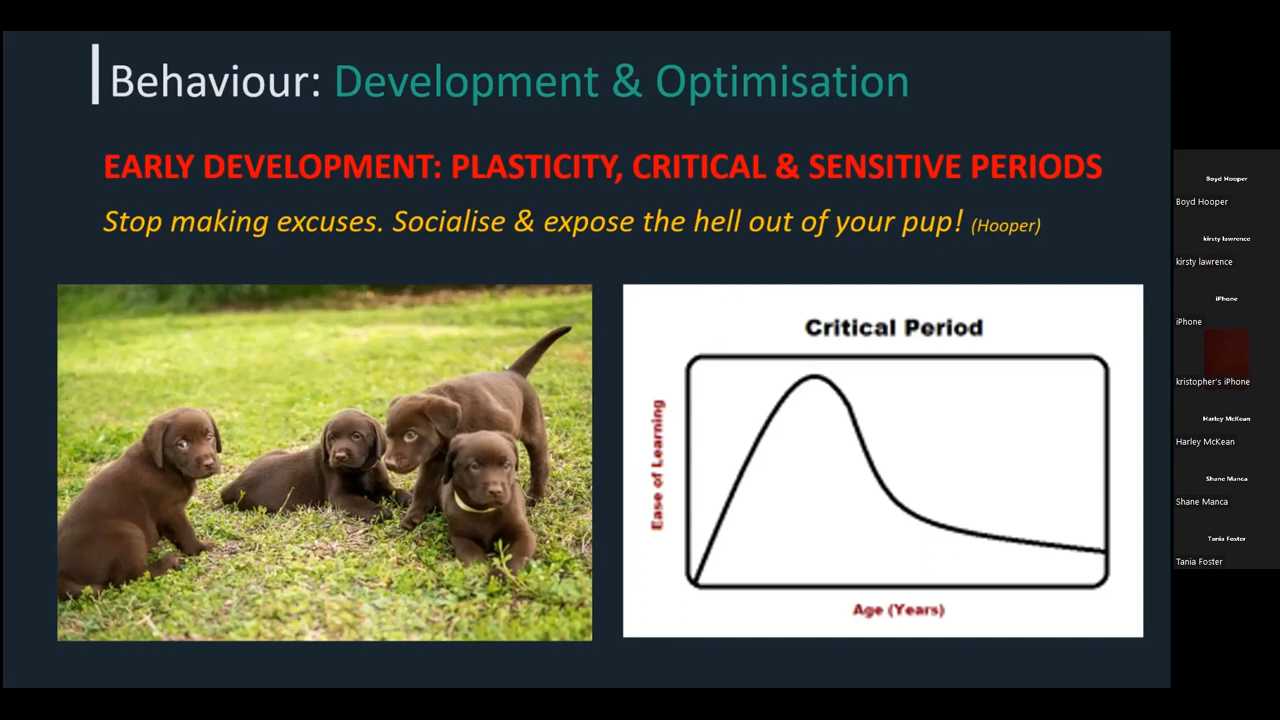 Behaviour: Development & Optimisation
EARLY DEVELOPMENT: PLASTICITY, CRITICAL & SENSITIVE PERIODS
Stop making excuses. Socialise & expose the hell out of your pup! (Hooper)
Critical Period
Ease of Learning
Age (Years)
Boyd Hooper
Boyd Hooper
kirsty lawrence
kirsty lawrence
iPhone
iPhone
kristopher's iPhone
Harley McKean
Harley McKean
Shane Manca
Shane Manca
Tania Foster
Tania Foster